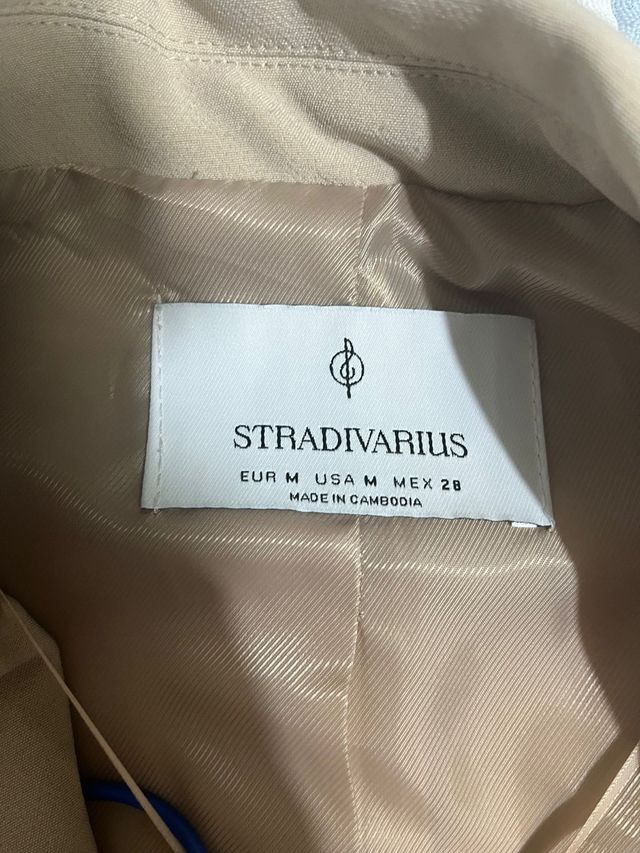 STRADIVARIUS
EUR M USA M MEX 28
MADE IN CAMBODIA